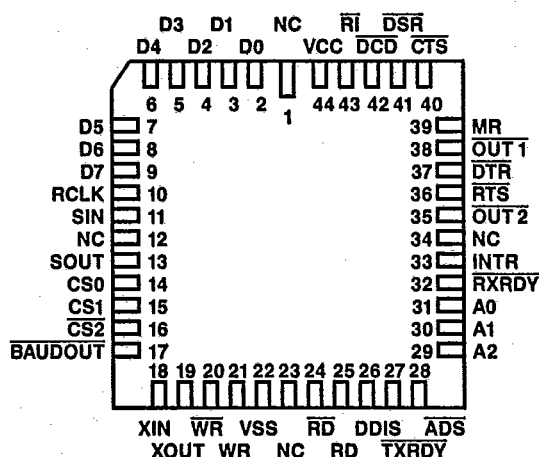 D3 D1 NC RI DSR
D4 D2 D0 VCC DCD CTS
6 5 4 3 2 1 44 43 42 41 40
D5 7 39 MR
D6 8 38 OUT 1
D7 9 37 DTR
RCLK 10 36 RTS
SIN 11 35 OUT 2
NC 12 34 NC
SOUT 13 33 INTR
CS0 14 32 RXRDY
CS1 15 31 A0
CS2 16 30 A1
BAUDOUT 17 29 A2
18 19 20 21 22 23 24 25 26 27 28
XIN WR VSS RD DDIS ADS
XOUT WR NC RD TXRDY